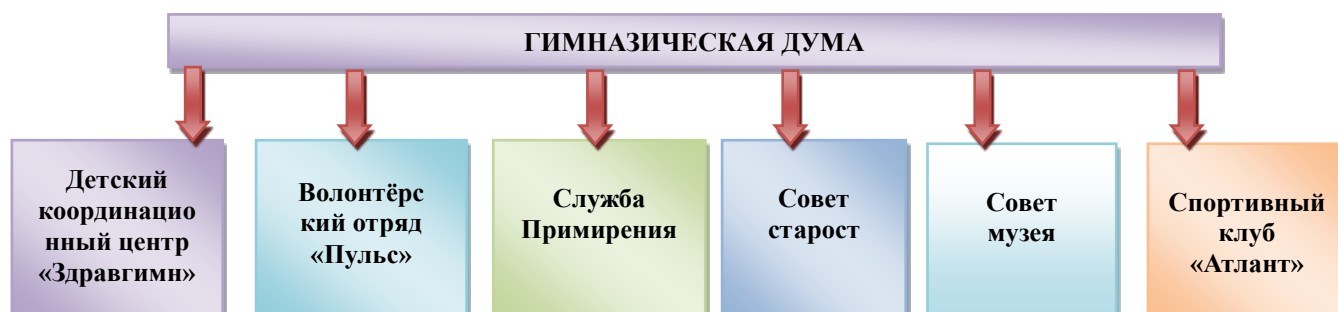 ГИМНАЗИЧЕСКАЯ ДУМА
Детский
координацио
нный центр
«Здравгимн»
Волонтёрс
кий отряд
«Пульс»
Служба
Примирения
Совет
старост
Совет
музея
Спортивный
клуб
«Атлант»